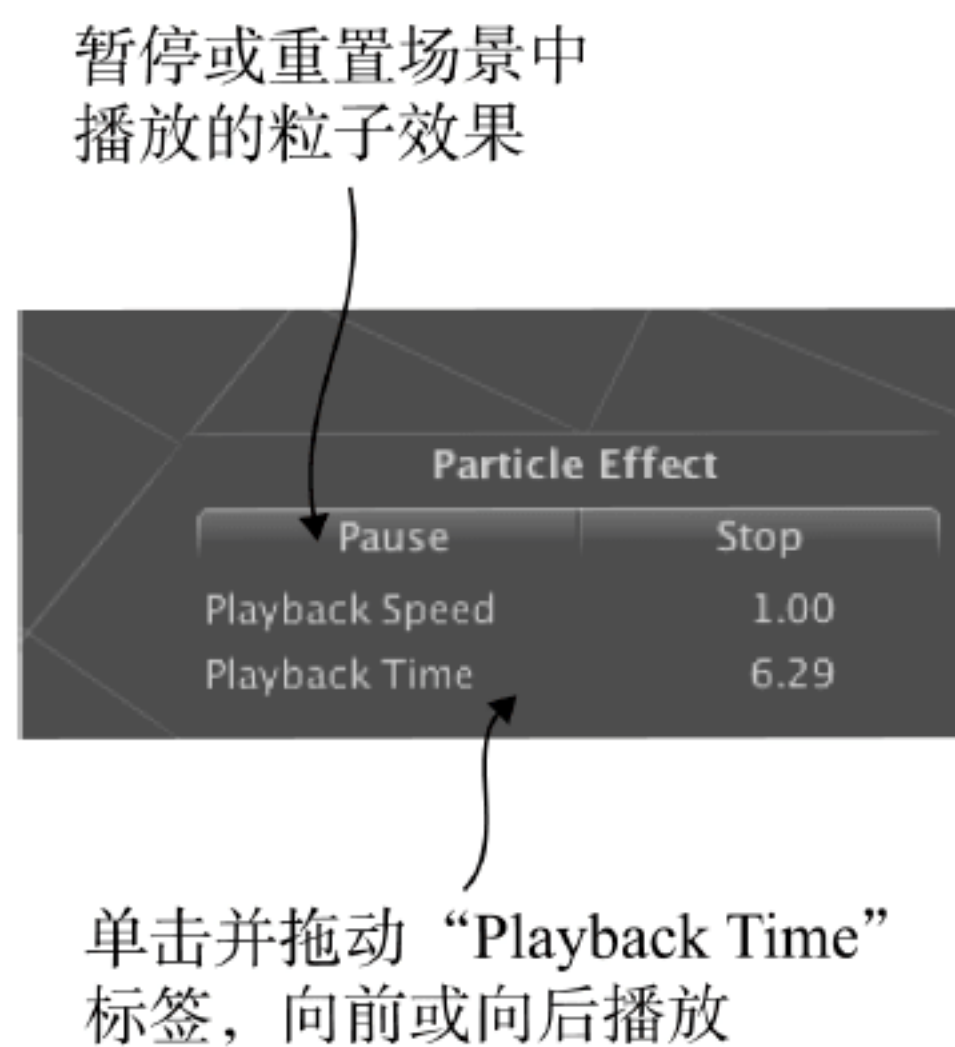 暂停或重置场景中
播放的粒子效果
Particle Effect
Pause Stop
Playback Speed 1.00
Playback Time 6.29
单击并拖动“Playback Time”
标签，向前或向后播放